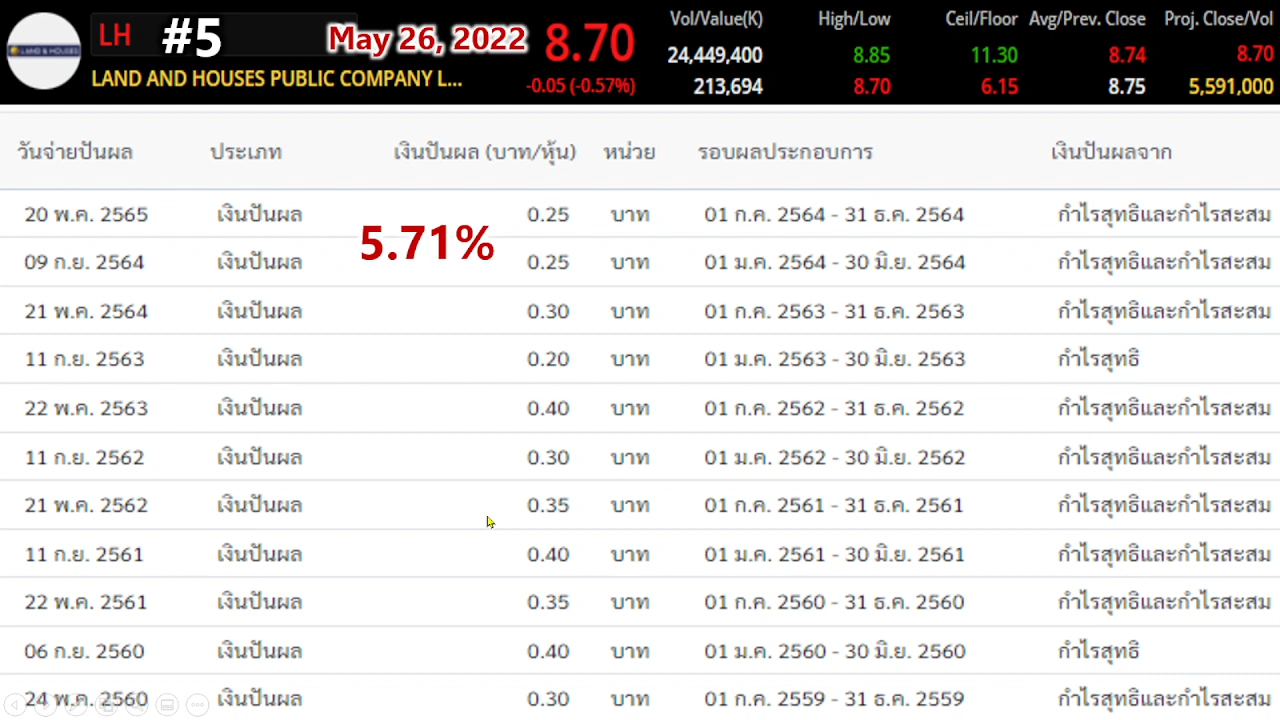 LAND & HOUSES
LH #5 May 26, 2022 8.70
LAND AND HOUSES PUBLIC COMPANY L... -0.05 (-0.57%)
Vol/Value(K) High/Low Ceil/Floor Avg/Prev. Close Proj. Close/Vol
24,449,400 8.85 11.30 8.74 8.70
213,694 8.70 6.15 8.75 5,591,000
วันจ่ายปันผล ประเภท เงินปันผล (บาท/หุ้น) หน่วย รอบผลประกอบการ เงินปันผลจาก
20 พ.ค. 2565 เงินปันผล 0.25 บาท 01 ก.ค. 2564 - 31 ธ.ค. 2564 กำไรสุทธิและกำไรสะสม
5.71%
09 ก.ย. 2564 เงินปันผล 0.25 บาท 01 ม.ค. 2564 - 30 มิ.ย. 2564 กำไรสุทธิและกำไรสะสม
21 พ.ค. 2564 เงินปันผล 0.30 บาท 01 ก.ค. 2563 - 31 ธ.ค. 2563 กำไรสุทธิและกำไรสะสม
11 ก.ย. 2563 เงินปันผล 0.20 บาท 01 ม.ค. 2563 - 30 มิ.ย. 2563 กำไรสุทธิ
22 พ.ค. 2563 เงินปันผล 0.40 บาท 01 ก.ค. 2562 - 31 ธ.ค. 2562 กำไรสุทธิและกำไรสะสม
11 ก.ย. 2562 เงินปันผล 0.30 บาท 01 ม.ค. 2562 - 30 มิ.ย. 2562 กำไรสุทธิและกำไรสะสม
21 พ.ค. 2562 เงินปันผล 0.35 บาท 01 ก.ค. 2561 - 31 ธ.ค. 2561 กำไรสุทธิและกำไรสะสม
11 ก.ย. 2561 เงินปันผล 0.40 บาท 01 ม.ค. 2561 - 30 มิ.ย. 2561 กำไรสุทธิและกำไรสะสม
22 พ.ค. 2561 เงินปันผล 0.35 บาท 01 ก.ค. 2560 - 31 ธ.ค. 2560 กำไรสุทธิและกำไรสะสม
06 ก.ย. 2560 เงินปันผล 0.40 บาท 01 ม.ค. 2560 - 30 มิ.ย. 2560 กำไรสุทธิ
24 พ.ค. 2560 เงินปันผล 0.30 บาท 01 ก.ค. 2559 - 31 ธ.ค. 2559 กำไรสุทธิและกำไรสะสม